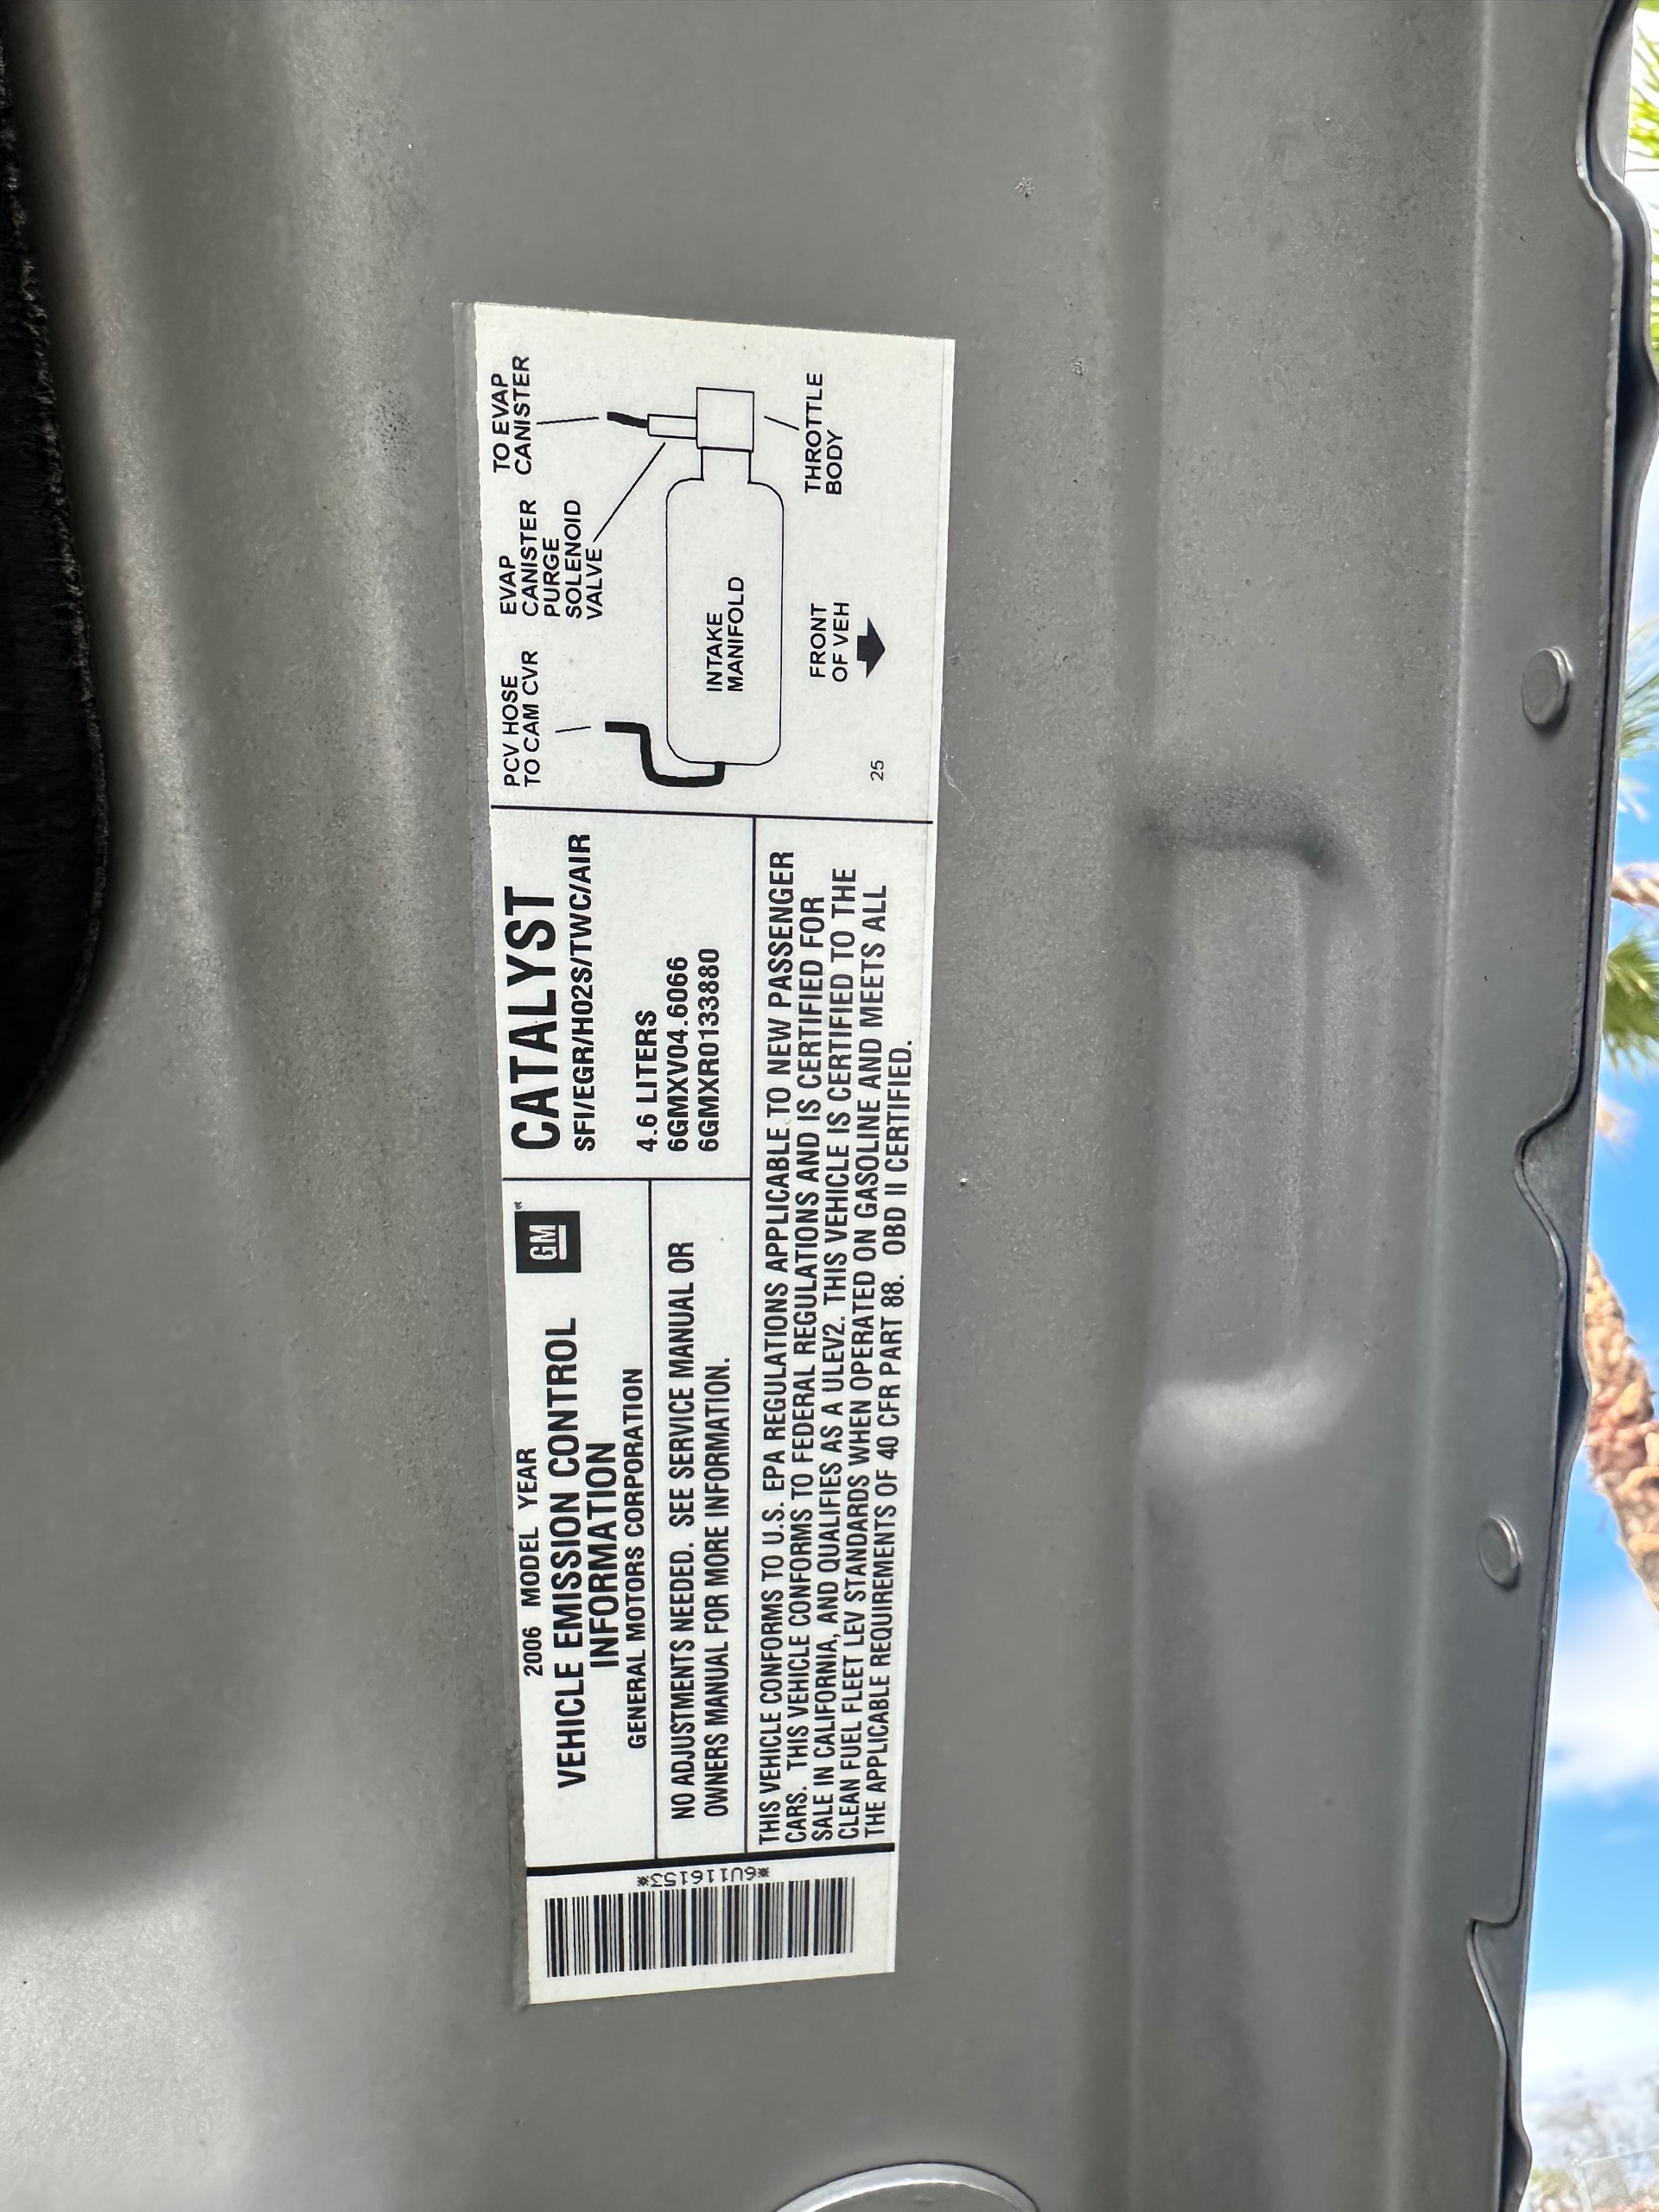 *6U116153*
2006 MODEL YEAR
VEHICLE EMISSION CONTROL
INFORMATION
GENERAL MOTORS CORPORATION
GM
NO ADJUSTMENTS NEEDED. SEE SERVICE MANUAL OR
OWNERS MANUAL FOR MORE INFORMATION.
CATALYST
SFI/EGR/HO2S/TWC/AIR
4.6 LITERS
6GMXV04.6066
6GMXR0133880
THIS VEHICLE CONFORMS TO U.S. EPA REGULATIONS APPLICABLE TO NEW PASSENGER
CARS. THIS VEHICLE CONFORMS TO FEDERAL REGULATIONS AND IS CERTIFIED FOR
SALE IN CALIFORNIA, AND QUALIFIES AS A ULEV2. THIS VEHICLE IS CERTIFIED TO THE
CLEAN FUEL FLEET LEV STANDARDS WHEN OPERATED ON GASOLINE AND MEETS ALL
THE APPLICABLE REQUIREMENTS OF 40 CFR PART 88. OBD II CERTIFIED.
PCV HOSE
TO CAM CVR
EVAP
CANISTER
PURGE
SOLENOID
VALVE
TO EVAP
CANISTER
INTAKE
MANIFOLD
THROTTLE
BODY
FRONT
OF VEH
25